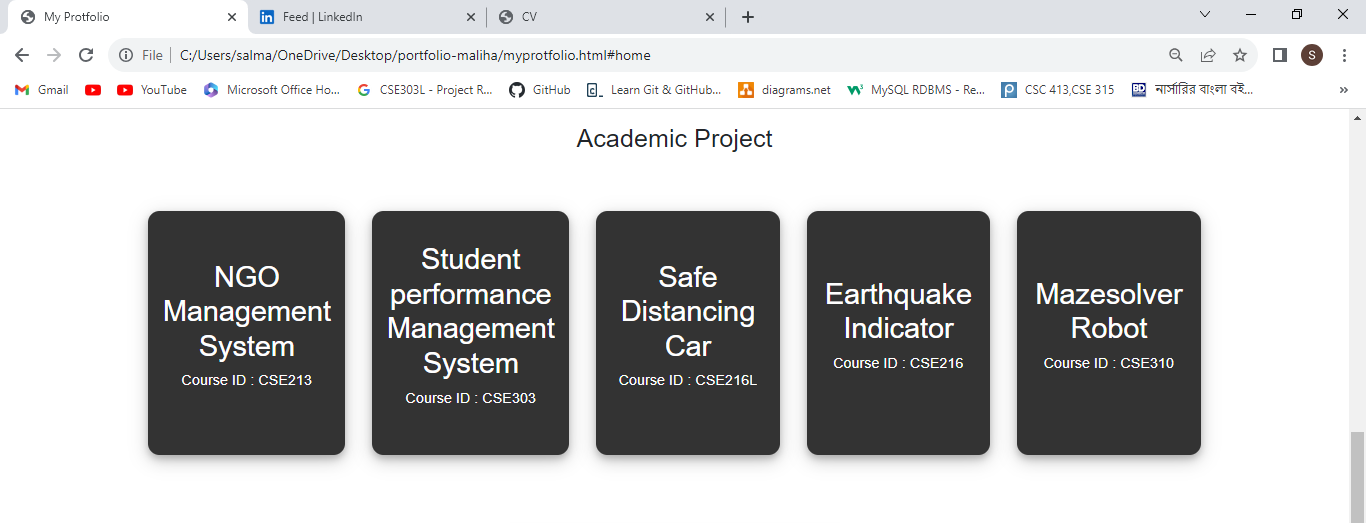 My Protfolio
Feed | LinkedIn
CV
File
C:/Users/salma/OneDrive/Desktop/portfolio-maliha/myprotfolio.html#home
S
Gmail
YouTube
Microsoft Office Ho...
CSE303L - Project R...
GitHub
Learn Git & GitHub...
diagrams.net
MySQL RDBMS - Re...
CSC 413,CSE 315
নার্সারির বাংলা বই...
Academic Project
NGO
Management
System
Course ID : CSE213
Student
performance
Management
System
Course ID : CSE303
Safe
Distancing
Car
Course ID : CSE216L
Earthquake
Indicator
Course ID : CSE216
Mazesolver
Robot
Course ID : CSE310